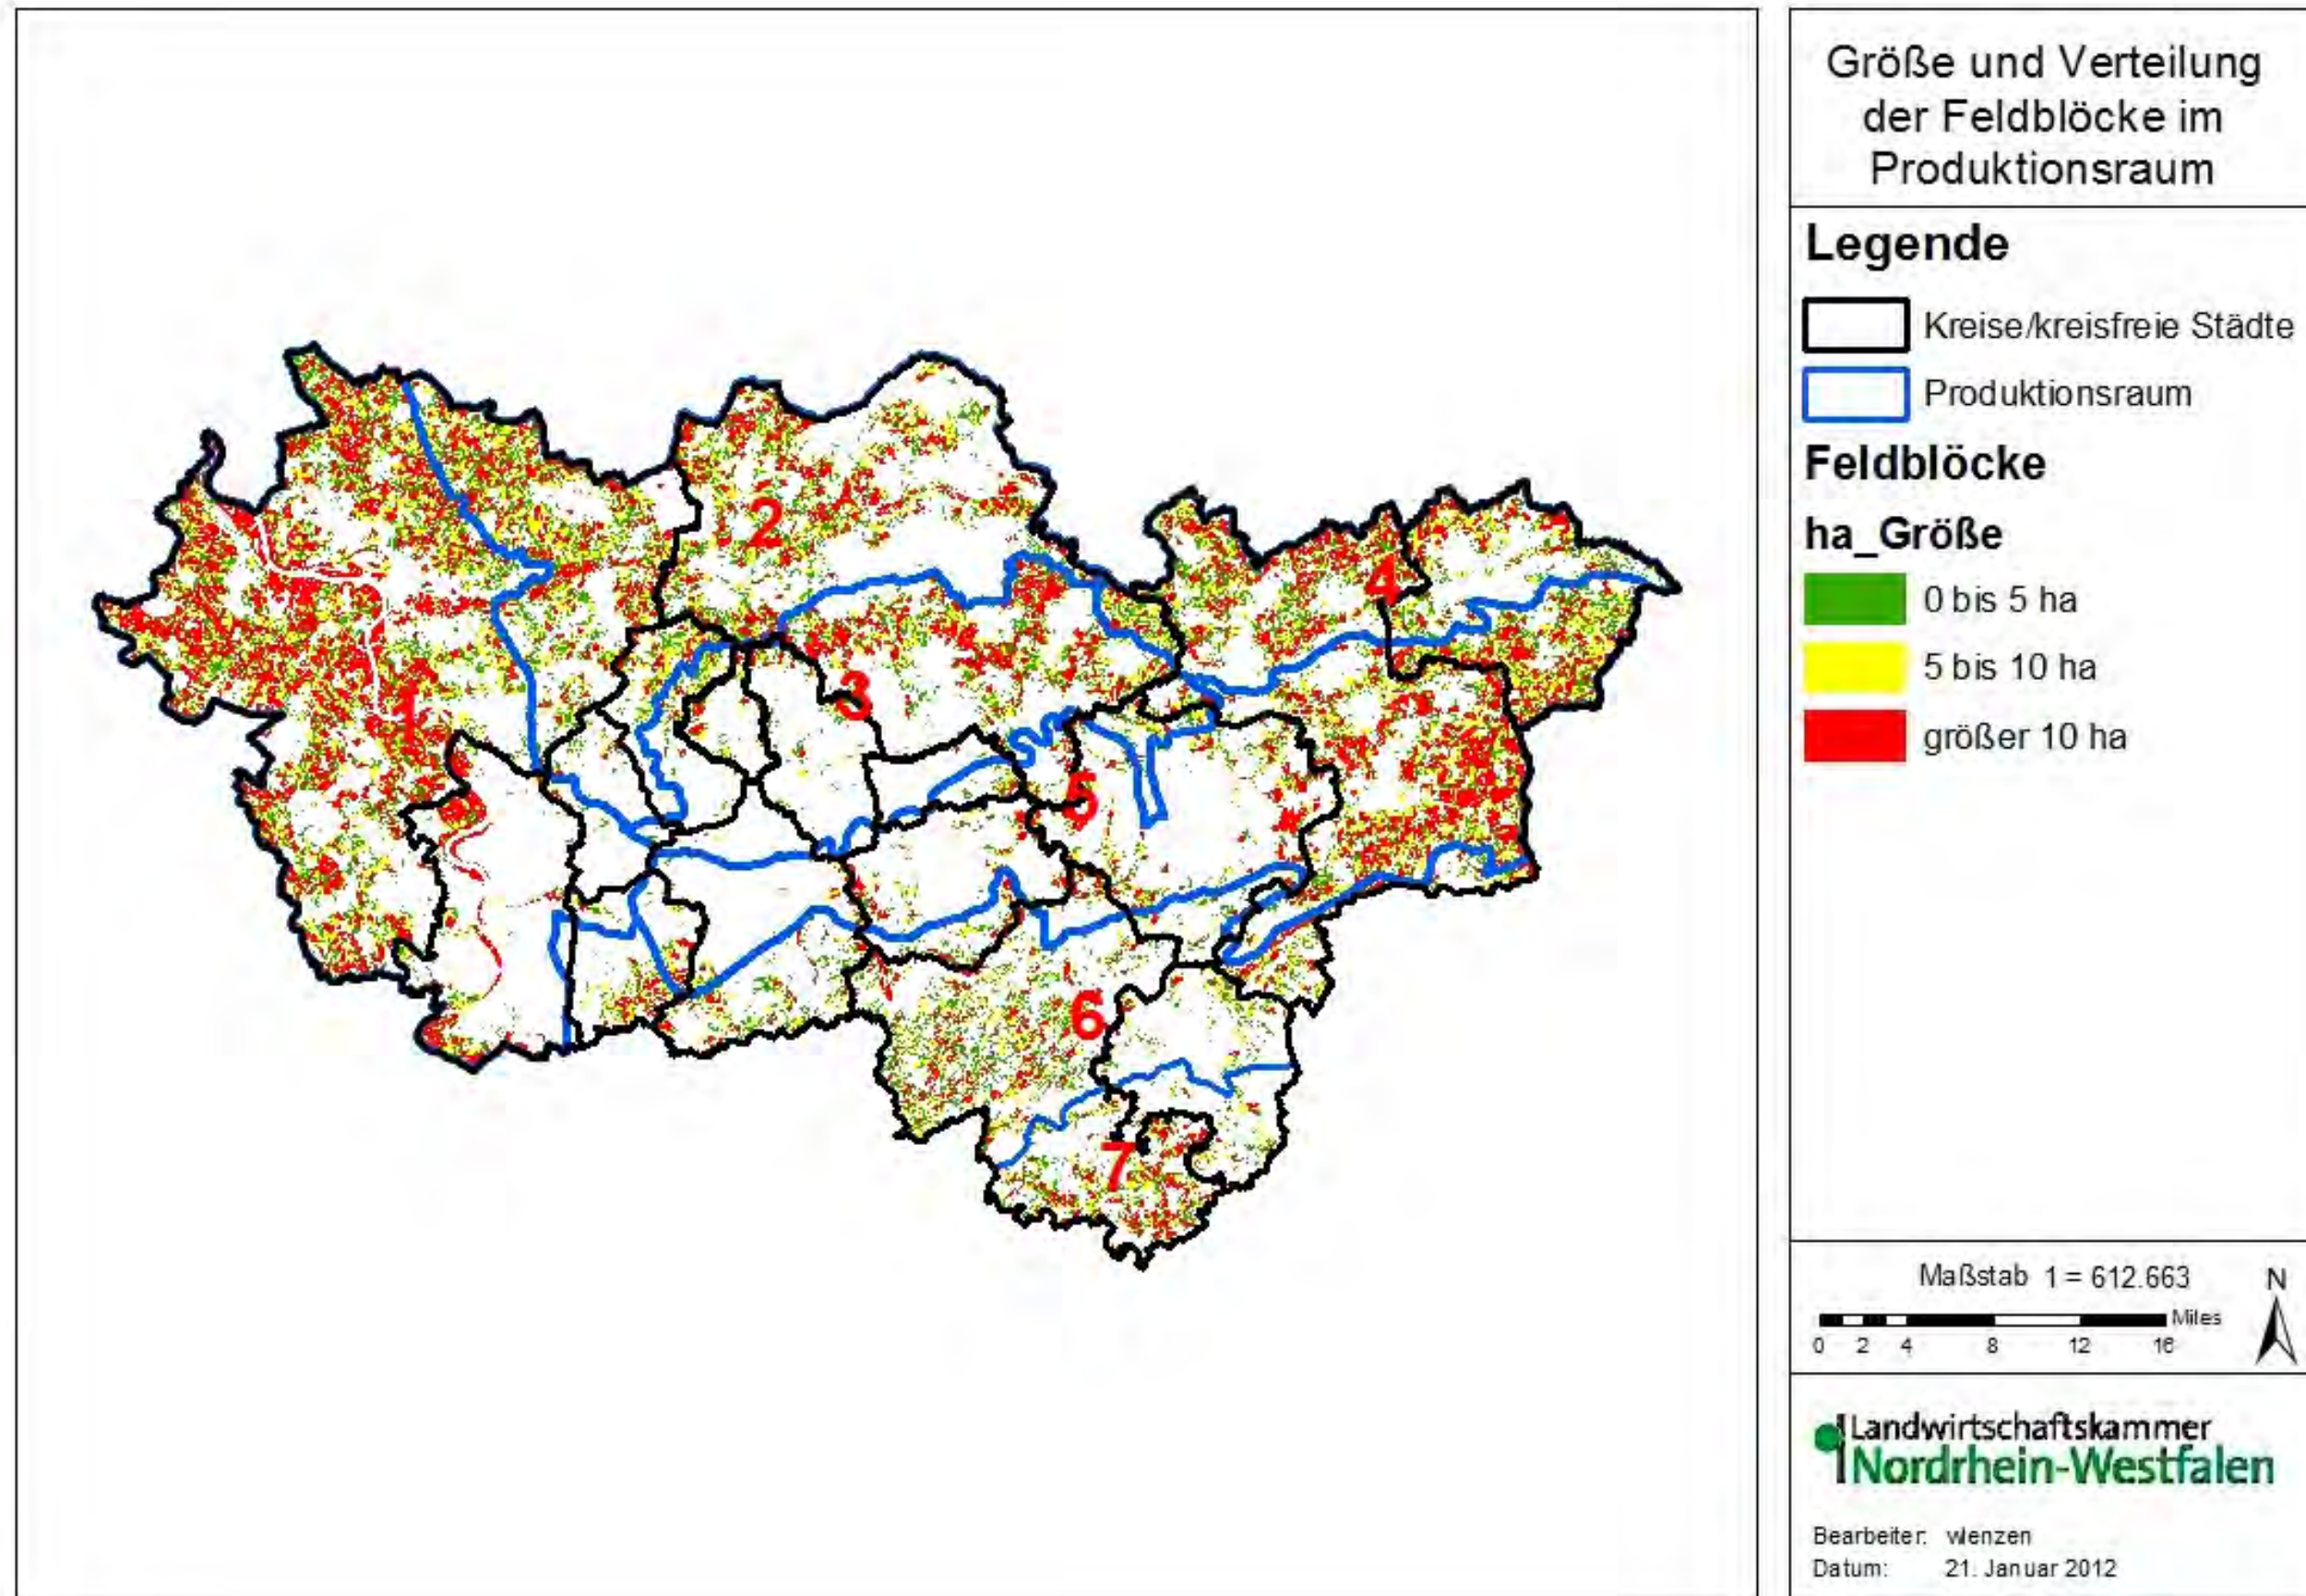 Größe und Verteilung
der Feldblöcke im
Produktionsraum
Legende
Kreise/kreisfreie Städte
Produktionsraum
Feldblöcke
ha_Größe
0 bis 5 ha
5 bis 10 ha
größer 10 ha
2
4
3
1
5
6
7
Maßstab 1 = 612.663
N
Miles
0 2 4 8 12 16
Landwirtschaftskammer
Nordrhein-Westfalen
Bearbeiter: wienzen
Datum: 21. Januar 2012